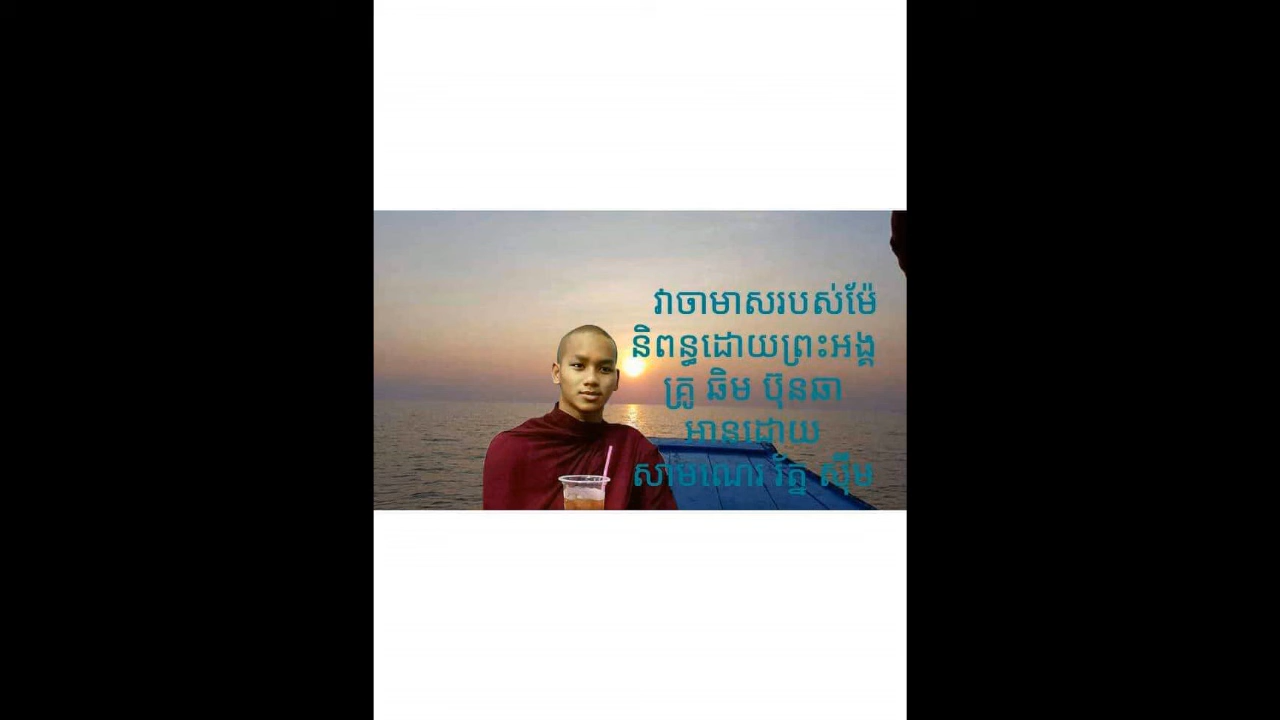 វាចាមាសរបស់ម៉ែ
និពន្ធដោយព្រះអង្គ
គ្រូ ឆិម ប៊ុនឆា
អានដោយ
សាមណេរ រ័ត្ន ស៊ីម